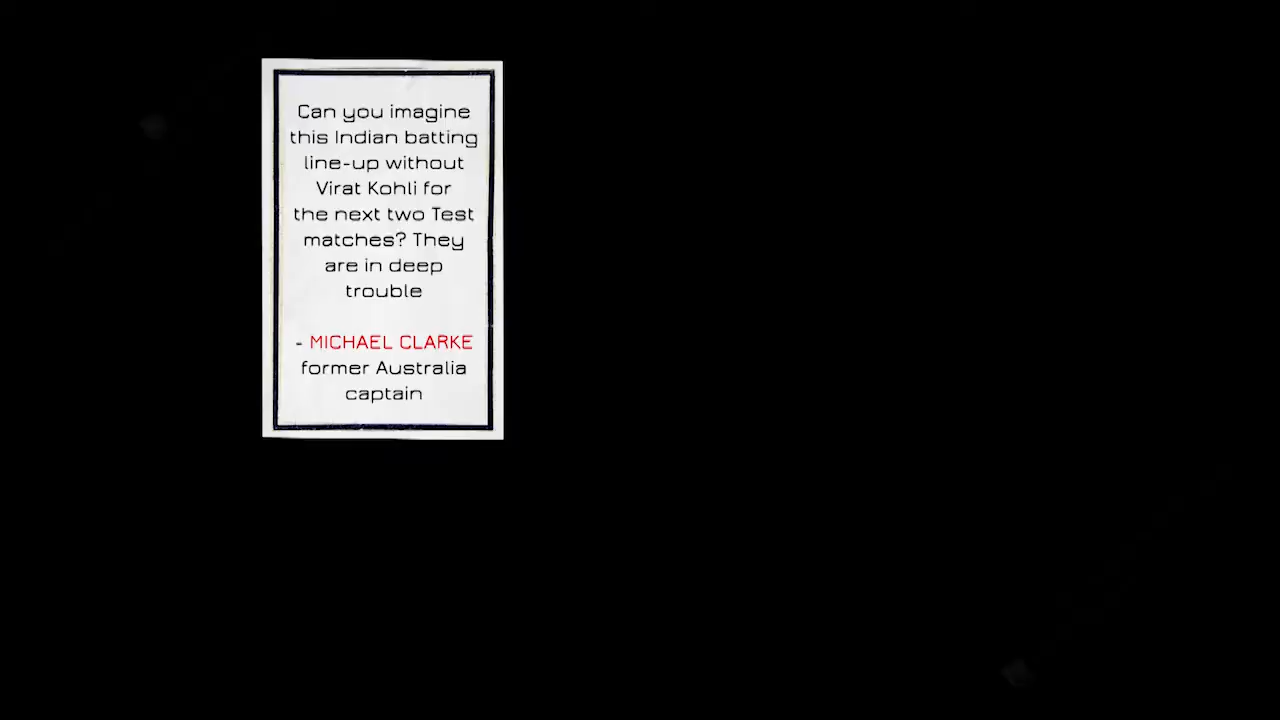 Can you imagine
this Indian batting
line-up without
Virat Kohli for
the next two Test
matches? They
are in deep
trouble
- MICHAEL CLARKE
former Australia
captain